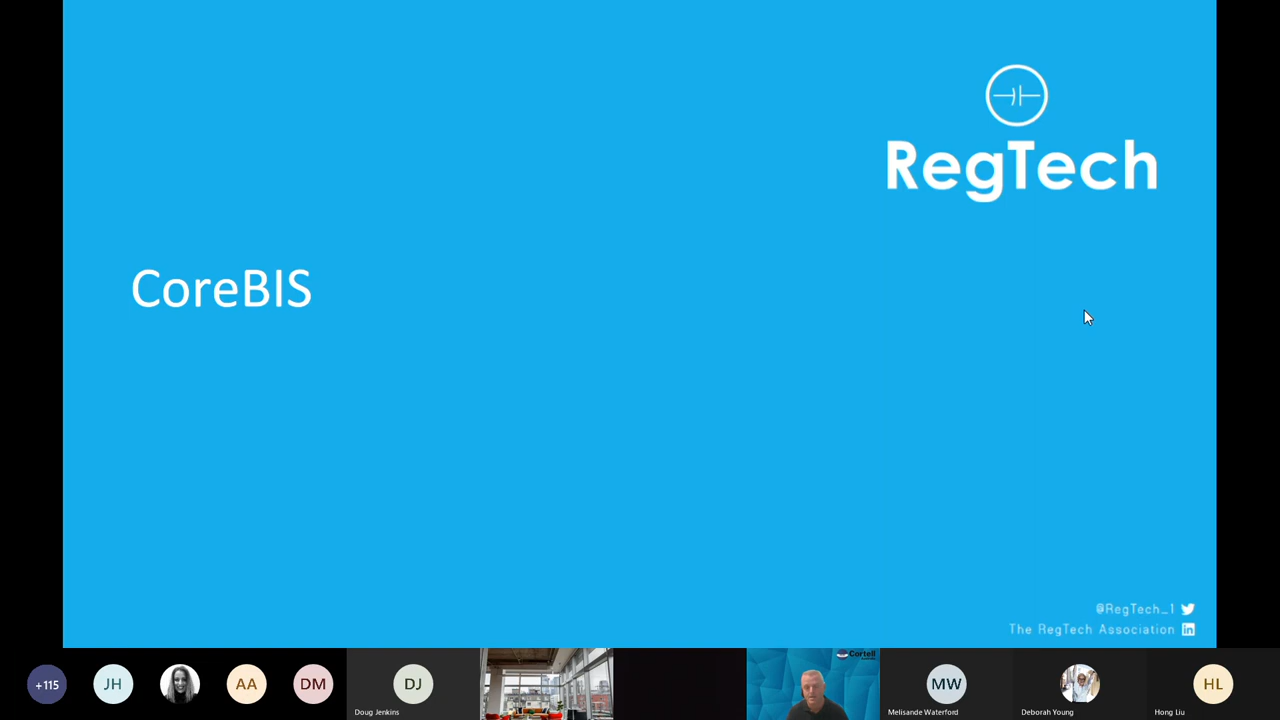 RegTech
CoreBIS
@RegTech_1
The RegTech Association
+115
JH
AA
DM
DJ
Doug Jenkins
Cortell
MW
Melisande Waterford
Deborah Young
HL
Hong Liu